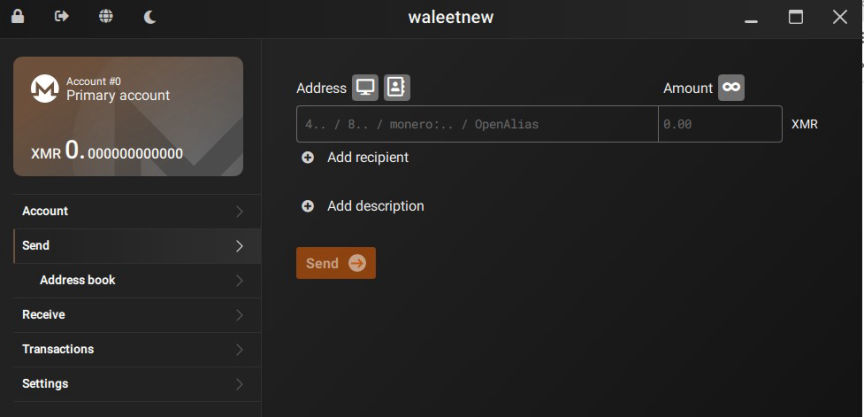 waleetnew
Account #0
Primary account
XMR 0.000000000000
Account
Send
Address book
Receive
Transactions
Settings
Address
Amount
4.. / 8.. / monero:.. / OpenAlias
0.00
XMR
Add recipient
Add description
Send